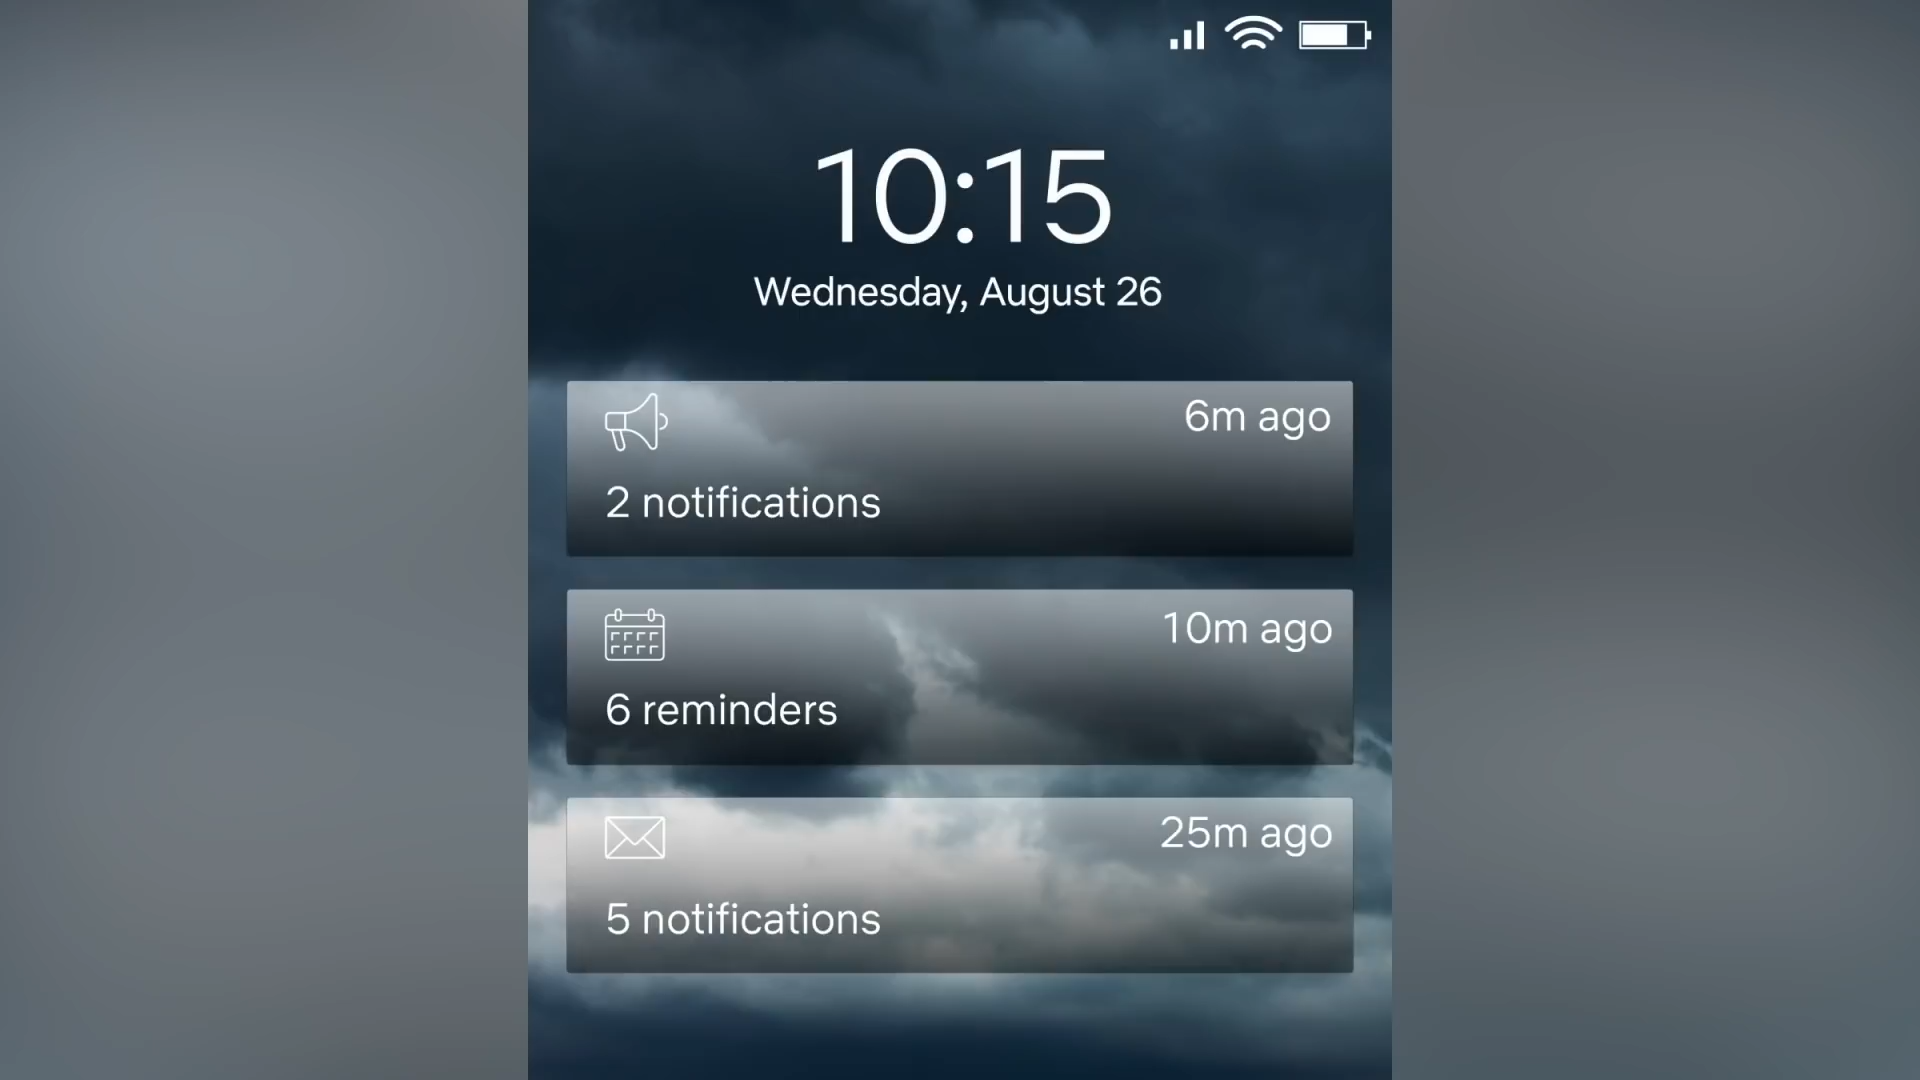 10:15
Wednesday, August 26
6m ago
2 notifications
10m ago
6 reminders
25m ago
5 notifications